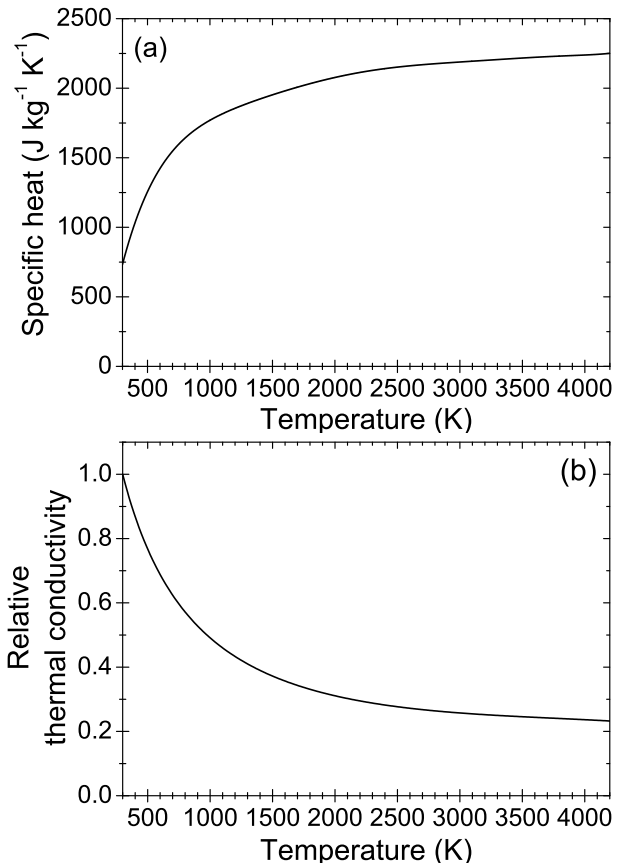 (a)
Specific heat (J kg⁻¹ K⁻¹)
2500
2000
1500
1000
500
0
500 1000 1500 2000 2500 3000 3500 4000
Temperature (K)
(b)
Relative
thermal conductivity
1.0
0.8
0.6
0.4
0.2
0.0
500 1000 1500 2000 2500 3000 3500 4000
Temperature (K)